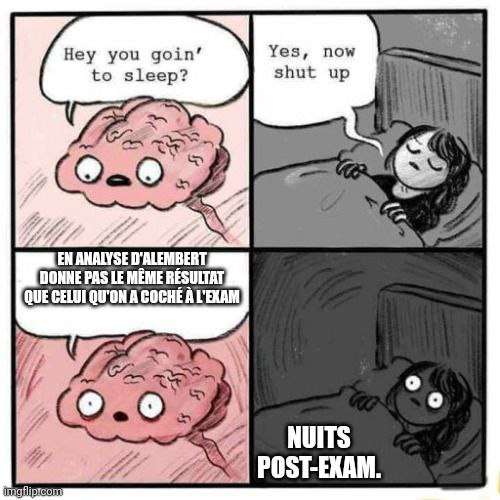 Hey you goin'
to sleep?
Yes, now
shut up
EN ANALYSE D'ALEMBERT
DONNE PAS LE MÊME RÉSULTAT
QUE CELUI QU'ON A COCHÉ À L'EXAM
NUITS
POST-EXAM.
imgflip.com